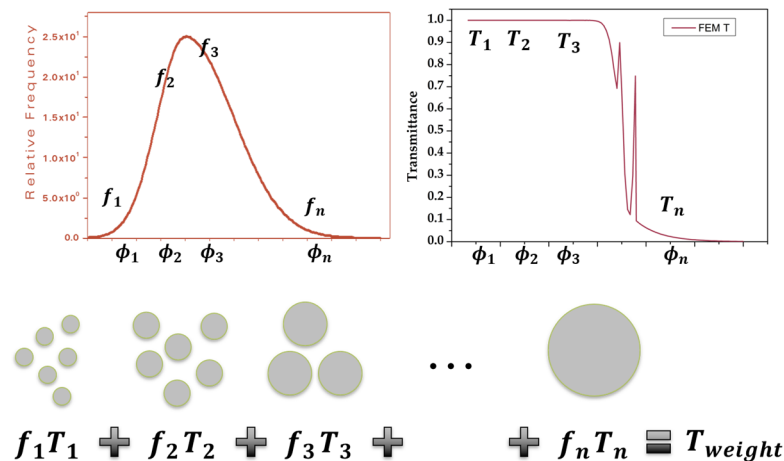 Relative Frequency
2.5x10¹
2.0x10¹
1.5x10¹
1.0x10¹
5.0x10⁰
0.0
f₁
f₂
f₃
fₙ
ϕ₁ ϕ₂ ϕ₃ ϕₙ
Transmittance
1.0
0.9
0.8
0.7
0.6
0.5
0.4
0.3
0.2
0.1
0.0
FEM T
T₁ T₂ T₃
Tₙ
ϕ₁ ϕ₂ ϕ₃ ϕₙ
...
f₁T₁ + f₂T₂ + f₃T₃ + + fₙTₙ = T_weight